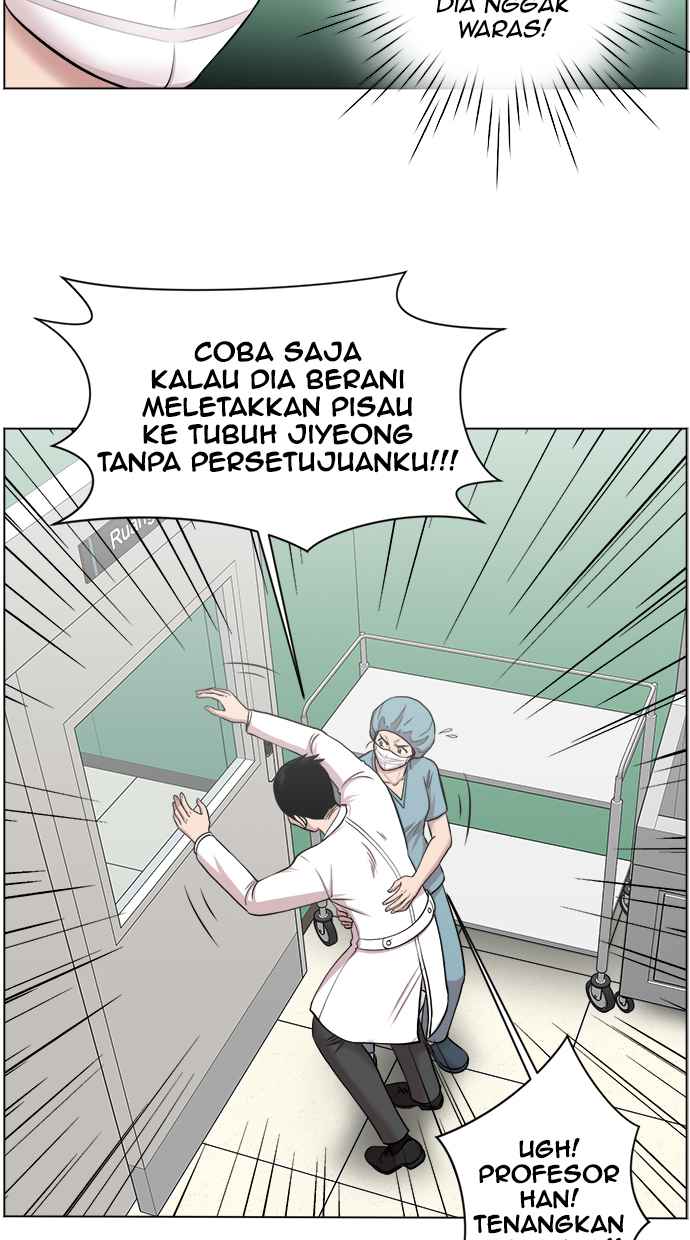 DIA NGGAK
WARAS!
COBA SAJA
KALAU DIA BERANI
MELETAKKAN PISAU
KE TUBUH JIYEONG
TANPA PERSETUJUANKU!!!
Ruang
UGH!
PROFESOR
HAN!
TENANGKAN